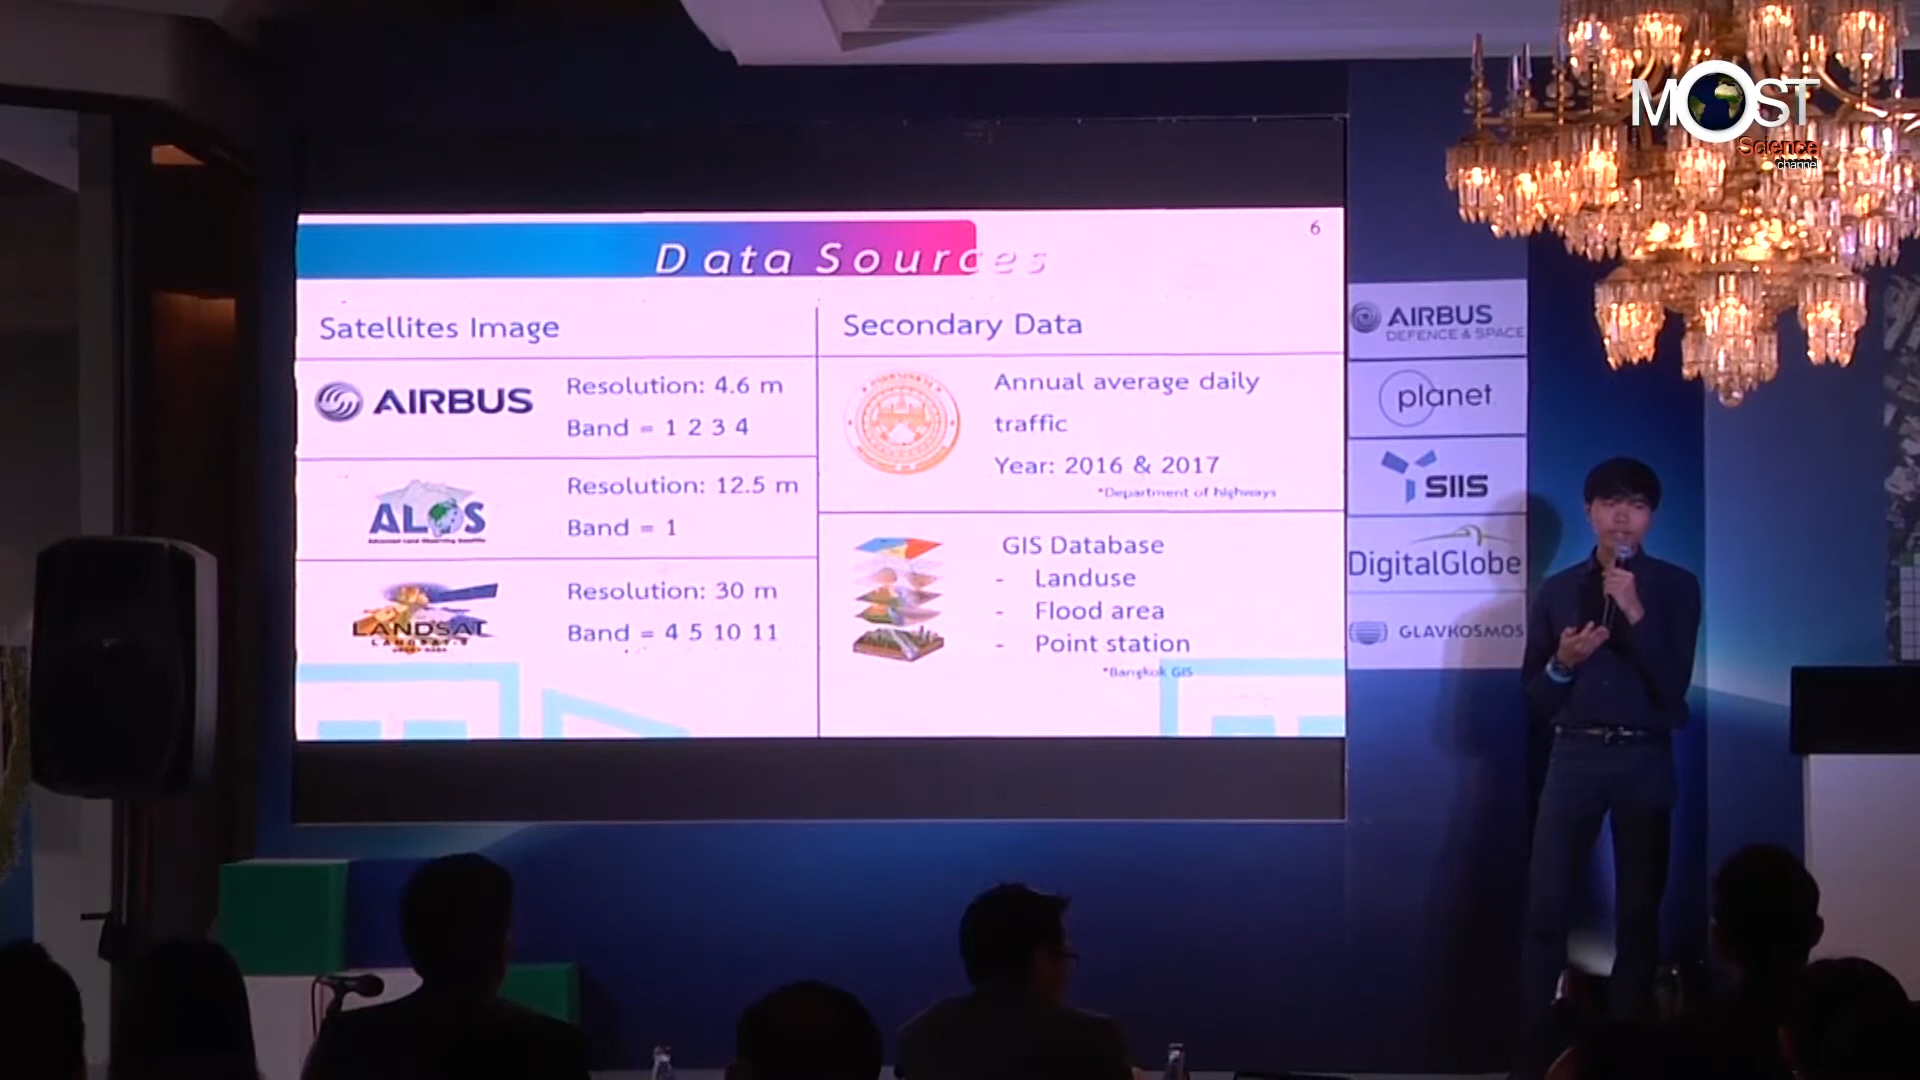 MOST
Science
channel
Data Sources
6
Satellites Image
AIRBUS
Resolution: 4.6 m
Band = 1 2 3 4
ALOS
Resolution: 12.5 m
Band = 1
LANDSAT
Resolution: 30 m
Band = 4 5 10 11
Secondary Data
Annual average daily
traffic
Year: 2016 & 2017
*Department of highways
GIS Database
- Landuse
- Flood area
- Point station
*Bangkok GIS
AIRBUS
DEFENCE & SPACE
planet
SIIS
DigitalGlobe
GLAVKOSMOS